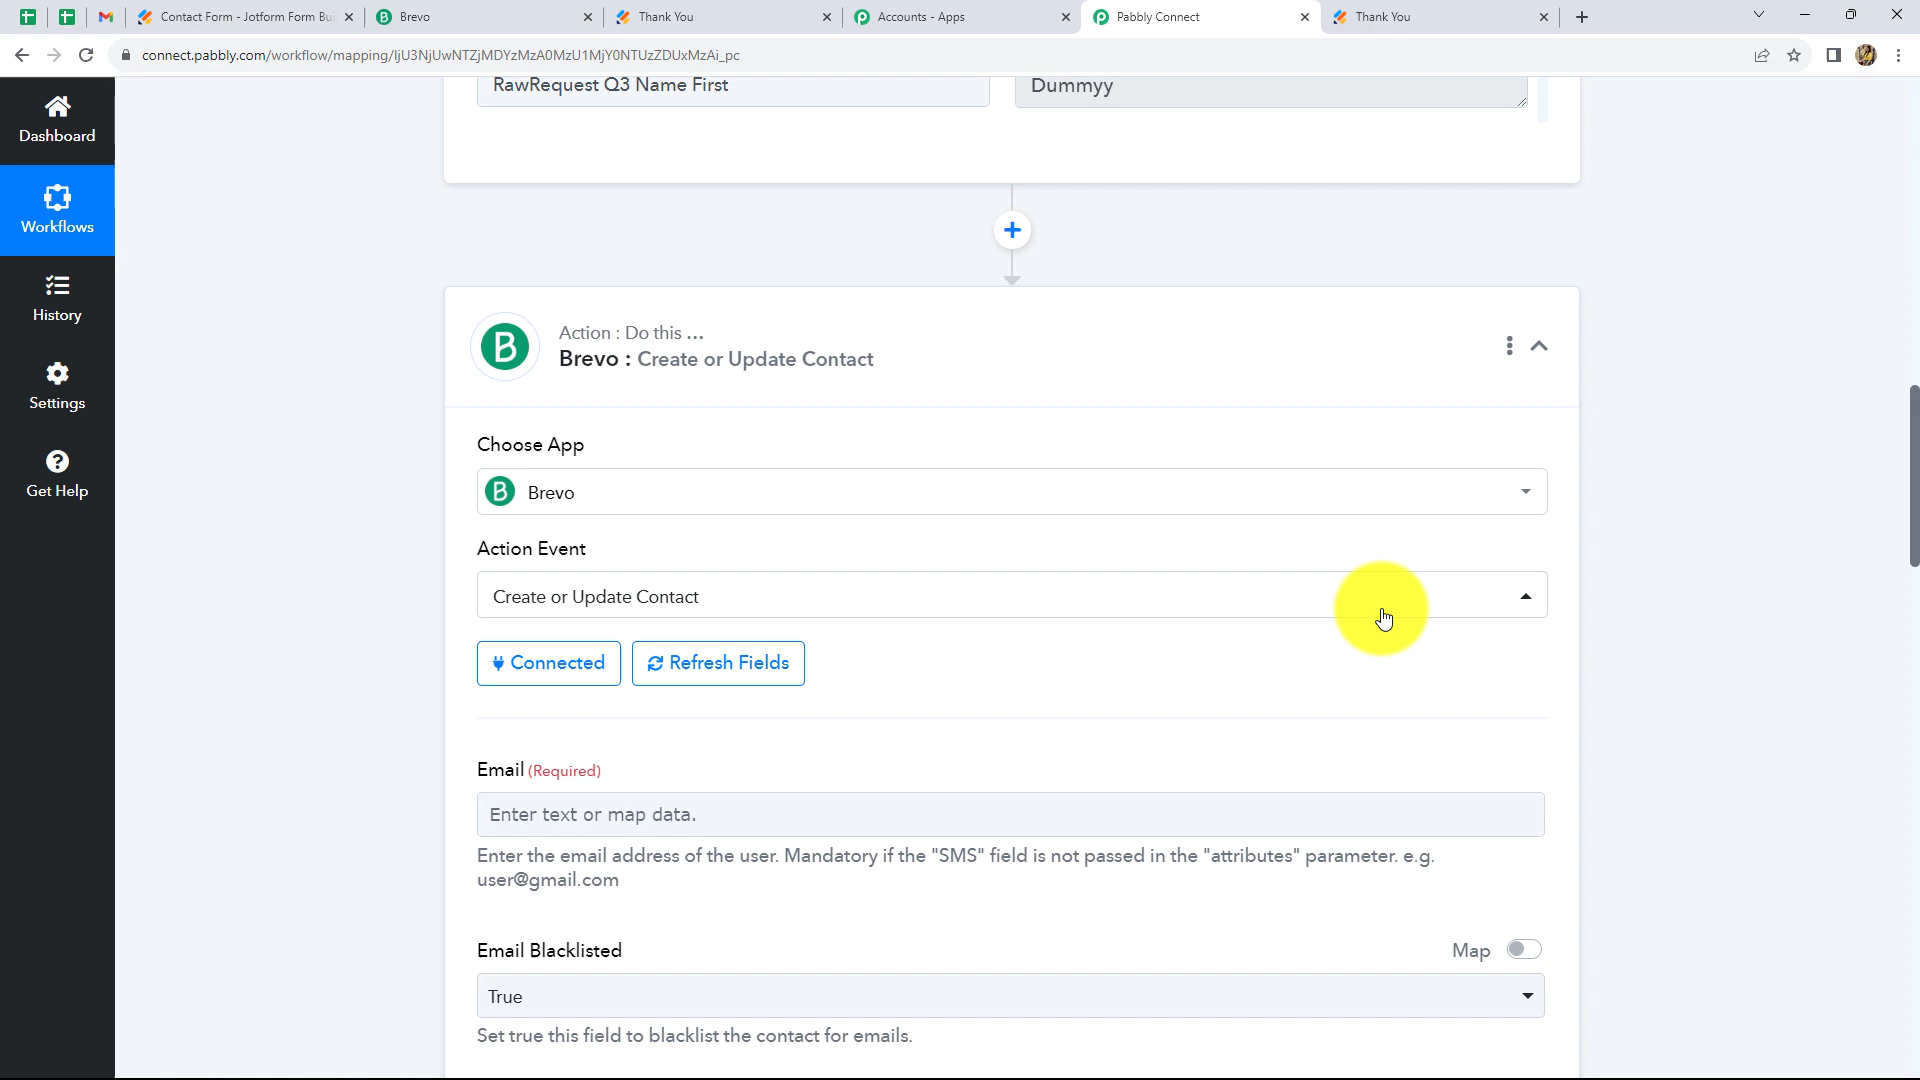 Contact Form - Jotform Form Bui
Brevo
Thank You
Accounts - Apps
Pabbly Connect
Thank You
connect.pabbly.com/workflow/mapping/IjU3NjUwNTZjMDYzMzA0MzU1MjY0NTUzZDUxMzAi_pc
Dashboard
Workflows
History
Settings
Get Help
RawRequest Q3 Name First
Dummyy
Action : Do this ...
Brevo : Create or Update Contact
Choose App
B Brevo
Action Event
Create or Update Contact
Connected
Refresh Fields
Email (Required)
Enter text or map data.
Enter the email address of the user. Mandatory if the "SMS" field is not passed in the "attributes" parameter. e.g.
user@gmail.com
Email Blacklisted
Map
True
Set true this field to blacklist the contact for emails.